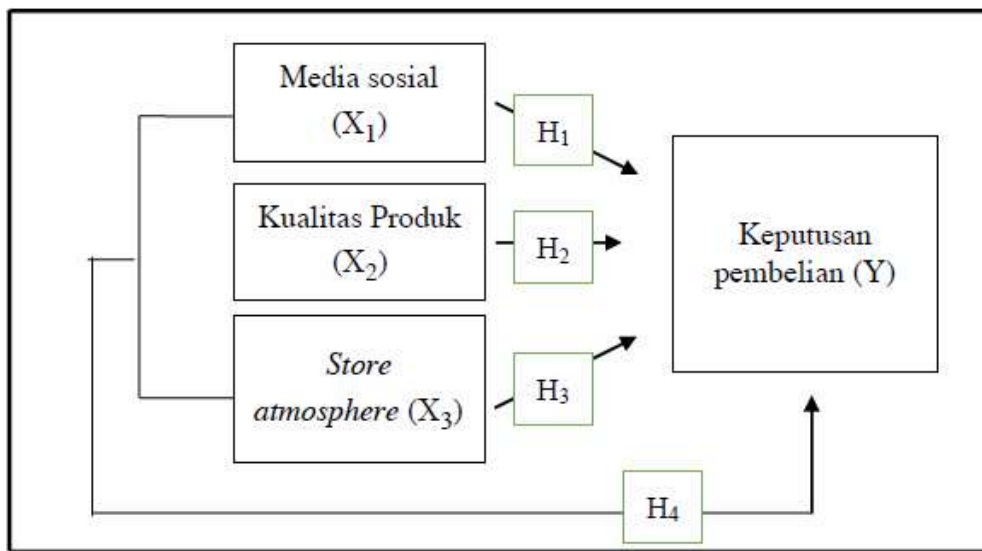 Media sosial
(X1)
H1
Kualitas Produk
(X2)
H2
Keputusan
pembelian (Y)
Store
atmosphere (X3)
H3
H4